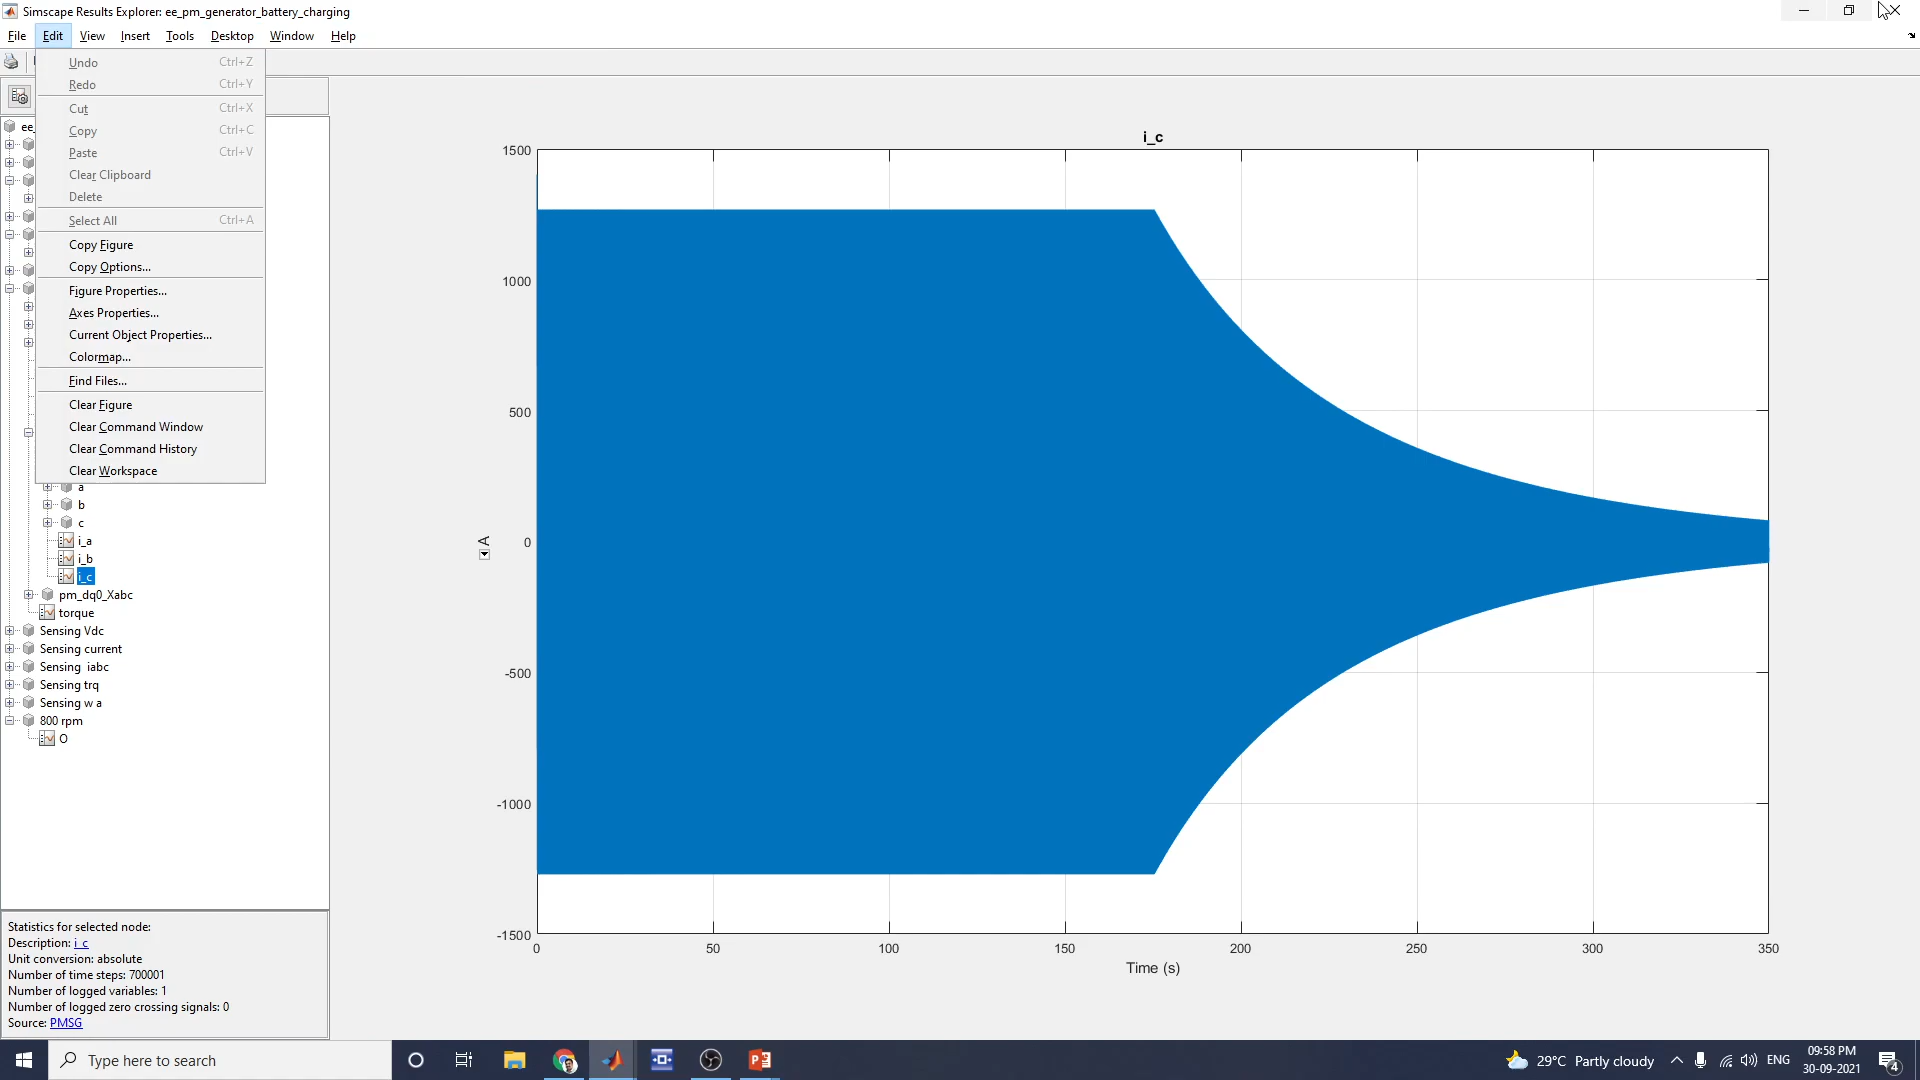 Simscape Results Explorer: ee_pm_generator_battery_charging
File Edit View Insert Tools Desktop Window Help
Undo Ctrl+Z
Redo Ctrl+Y
Cut Ctrl+X
Copy Ctrl+C
Paste Ctrl+V
Clear Clipboard
Delete
Select All Ctrl+A
Copy Figure
Copy Options...
Figure Properties...
Axes Properties...
Current Object Properties...
Colormap...
Find Files...
Clear Figure
Clear Command Window
Clear Command History
Clear Workspace
ee_
a
b
c
i_a
i_b
i_c
pm_dq0_Xabc
torque
Sensing Vdc
Sensing current
Sensing iabc
Sensing trq
Sensing w a
800 rpm
O
Statistics for selected node:
Description: i_c
Unit conversion: absolute
Number of time steps: 700001
Number of logged variables: 1
Number of logged zero crossing signals: 0
Source: PMSG
i_c
1500
1000
500
0
-500
-1000
-1500
A
0 50 100 150 200 250 300 350
Time (s)
Type here to search
29°C Partly cloudy
ENG
09:58 PM
30-09-2021
4